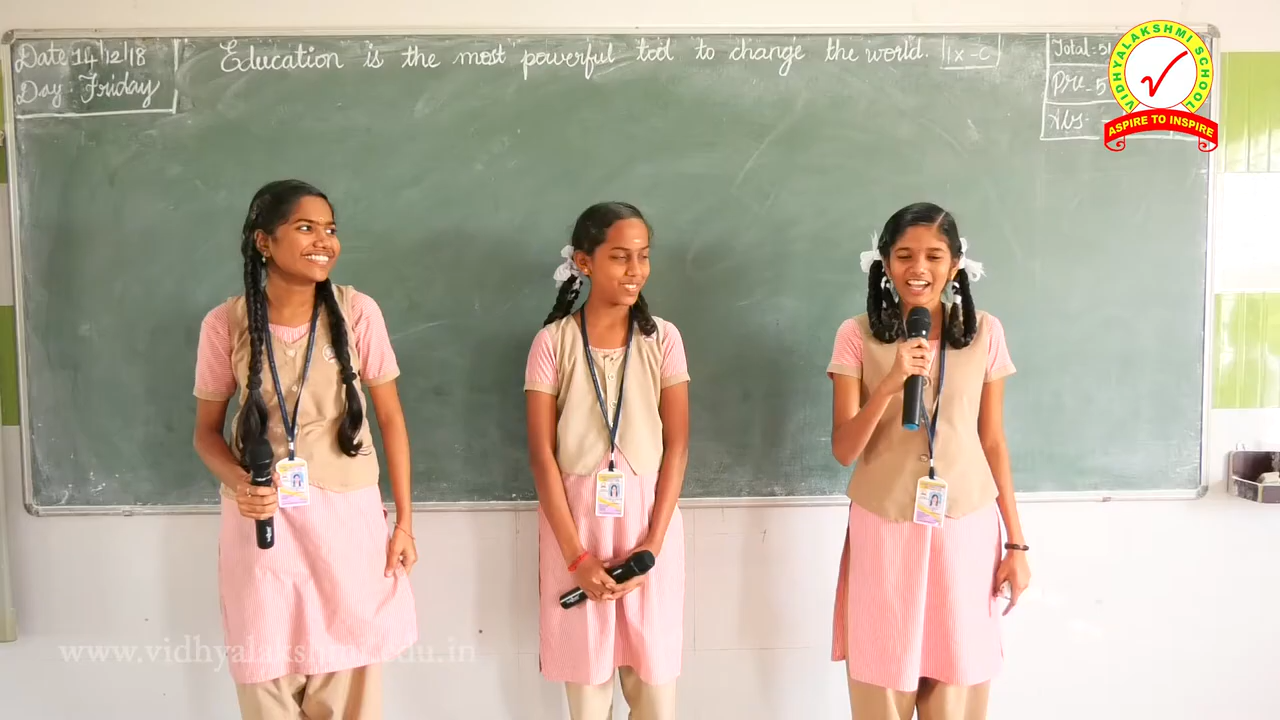 Date 14/12/18
Day. Friday
Education is the most powerful tool to change the world.
IX-C
Total:
Pre-
Abs-
VIDHYALAKSHMI SCHOOL
ASPIRE TO INSPIRE
www.vidhyalakshmi.edu.in